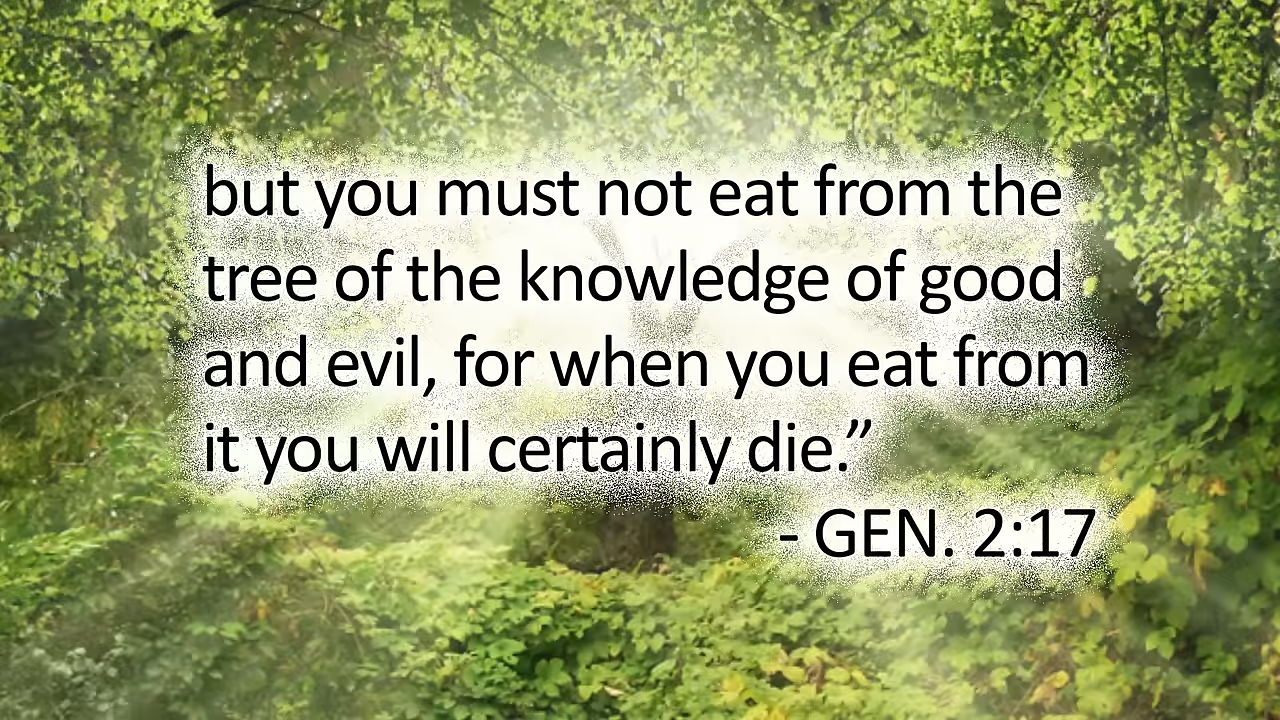 but you must not eat from the
tree of the knowledge of good
and evil, for when you eat from
it you will certainly die.”
- GEN. 2:17